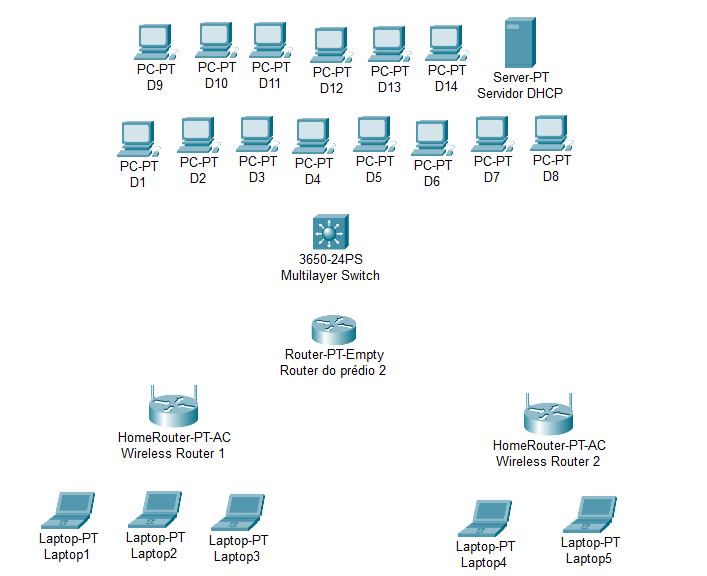 PC-PT
D9
PC-PT
D10
PC-PT
D11
PC-PT
D12
PC-PT
D13
PC-PT
D14
Server-PT
Servidor DHCP
PC-PT
D1
PC-PT
D2
PC-PT
D3
PC-PT
D4
PC-PT
D5
PC-PT
D6
PC-PT
D7
PC-PT
D8
3650-24PS
Multilayer Switch
Router-PT-Empty
Router do prédio 2
HomeRouter-PT-AC
Wireless Router 1
HomeRouter-PT-AC
Wireless Router 2
Laptop-PT
Laptop1
Laptop-PT
Laptop2
Laptop-PT
Laptop3
Laptop-PT
Laptop4
Laptop-PT
Laptop5